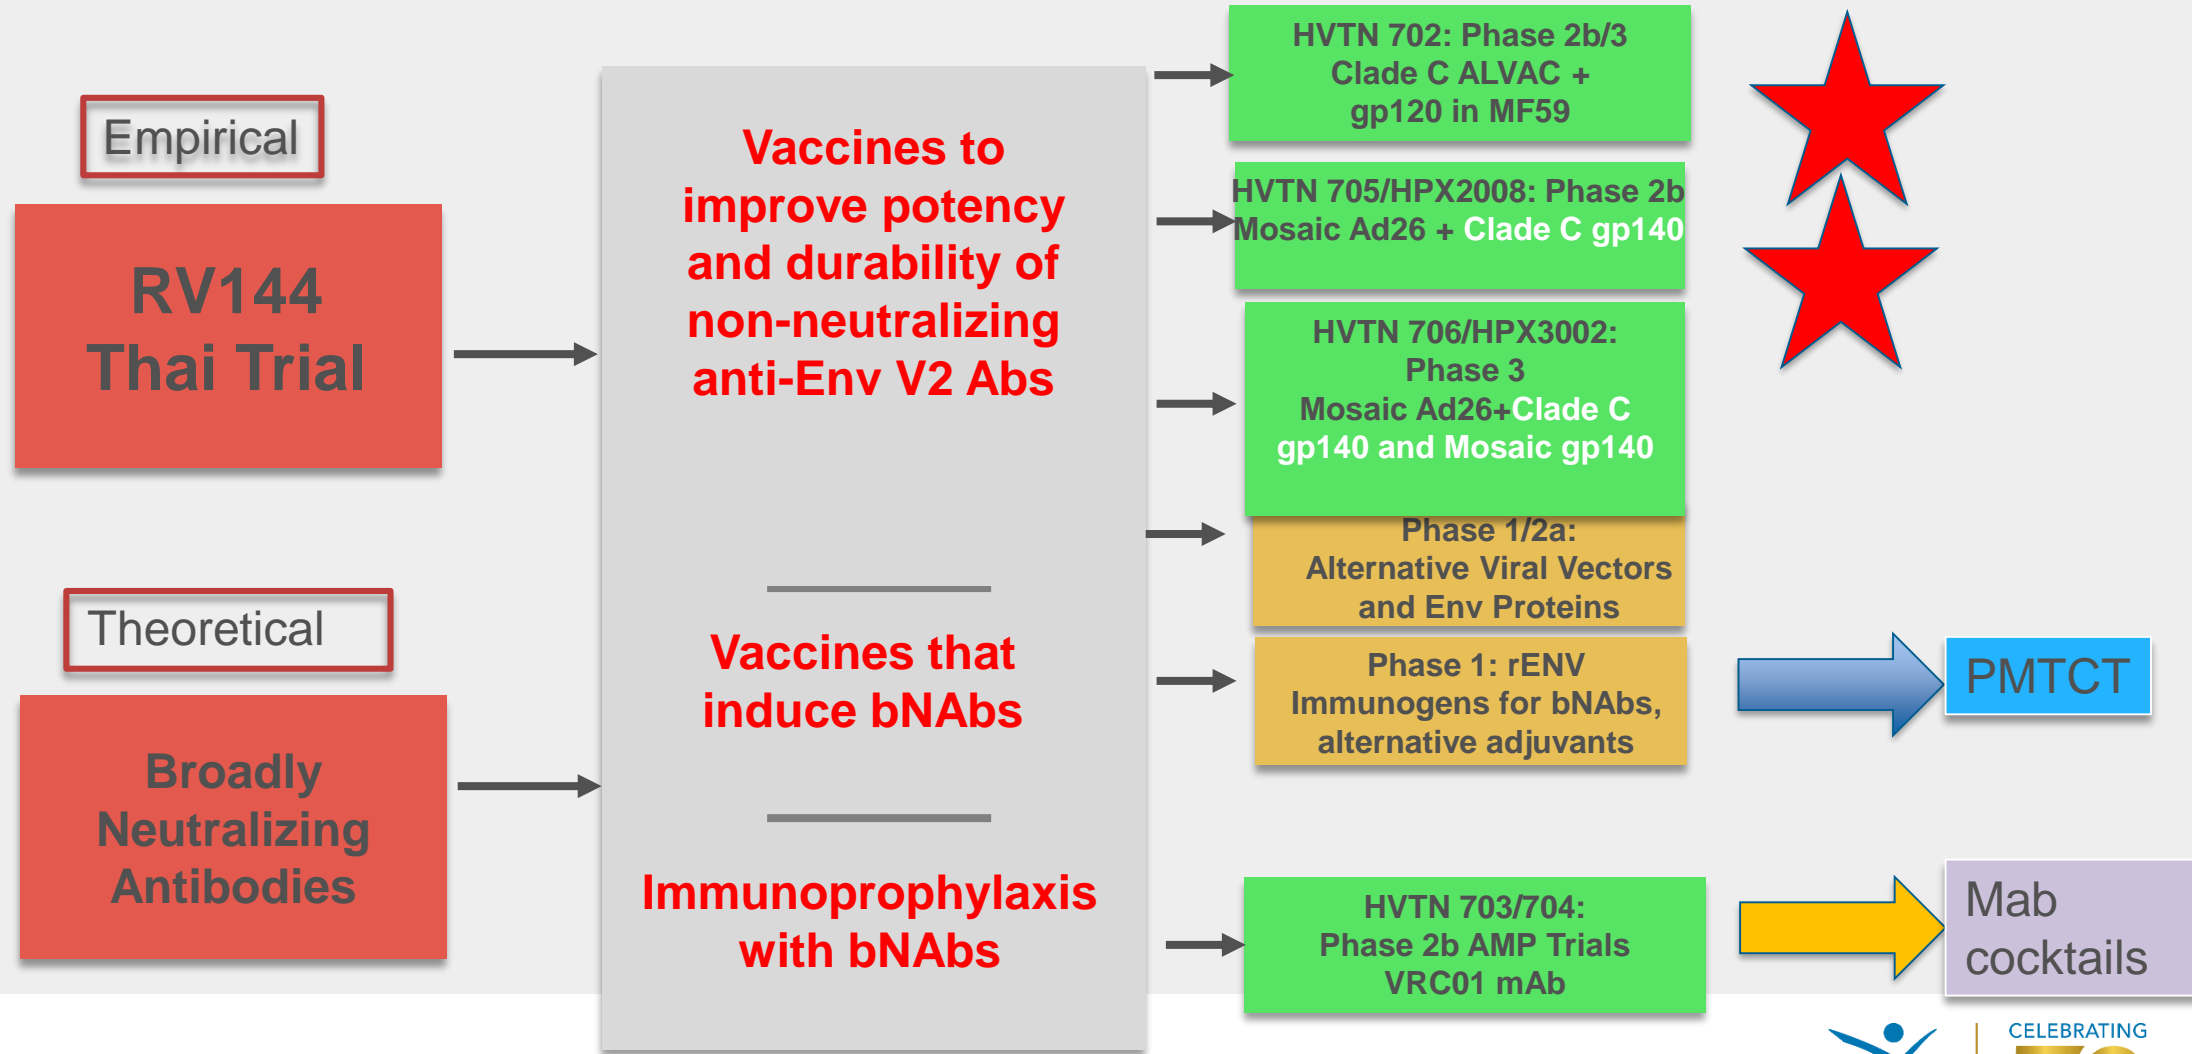 Empirical
RV144
Thai Trial
Theoretical
Broadly
Neutralizing
Antibodies
Vaccines to
improve potency
and durability of
non-neutralizing
anti-Env V2 Abs
Vaccines that
induce bNAbs
Immunoprophylaxis
with bNAbs
HVTN 702: Phase 2b/3
Clade C ALVAC +
gp120 in MF59
HVTN 705/HPX2008: Phase 2b
Mosaic Ad26 + Clade C gp140
HVTN 706/HPX3002:
Phase 3
Mosaic Ad26+Clade C
gp140 and Mosaic gp140
Phase 1/2a:
Alternative Viral Vectors
and Env Proteins
Phase 1: rENV
Immunogens for bNAbs,
alternative adjuvants
HVTN 703/704:
Phase 2b AMP Trials
VRC01 mAb
PMTCT
Mab
cocktails
CELEBRATING